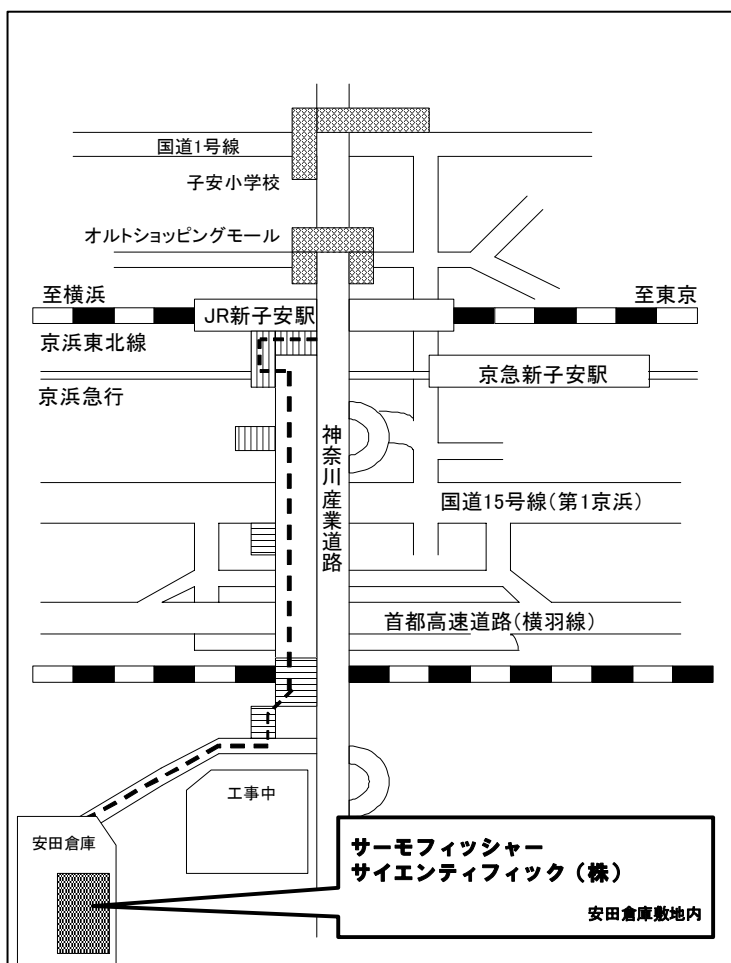 国道1号線
子安小学校
オルトショッピングモール
至横浜
至東京
JR新子安駅
京浜東北線
京急新子安駅
京浜急行
神奈川産業道路
国道15号線(第1京浜)
首都高速道路(横羽線)
工事中
安田倉庫
サーモフィッシャー
サイエンティフィック（株）
安田倉庫敷地内